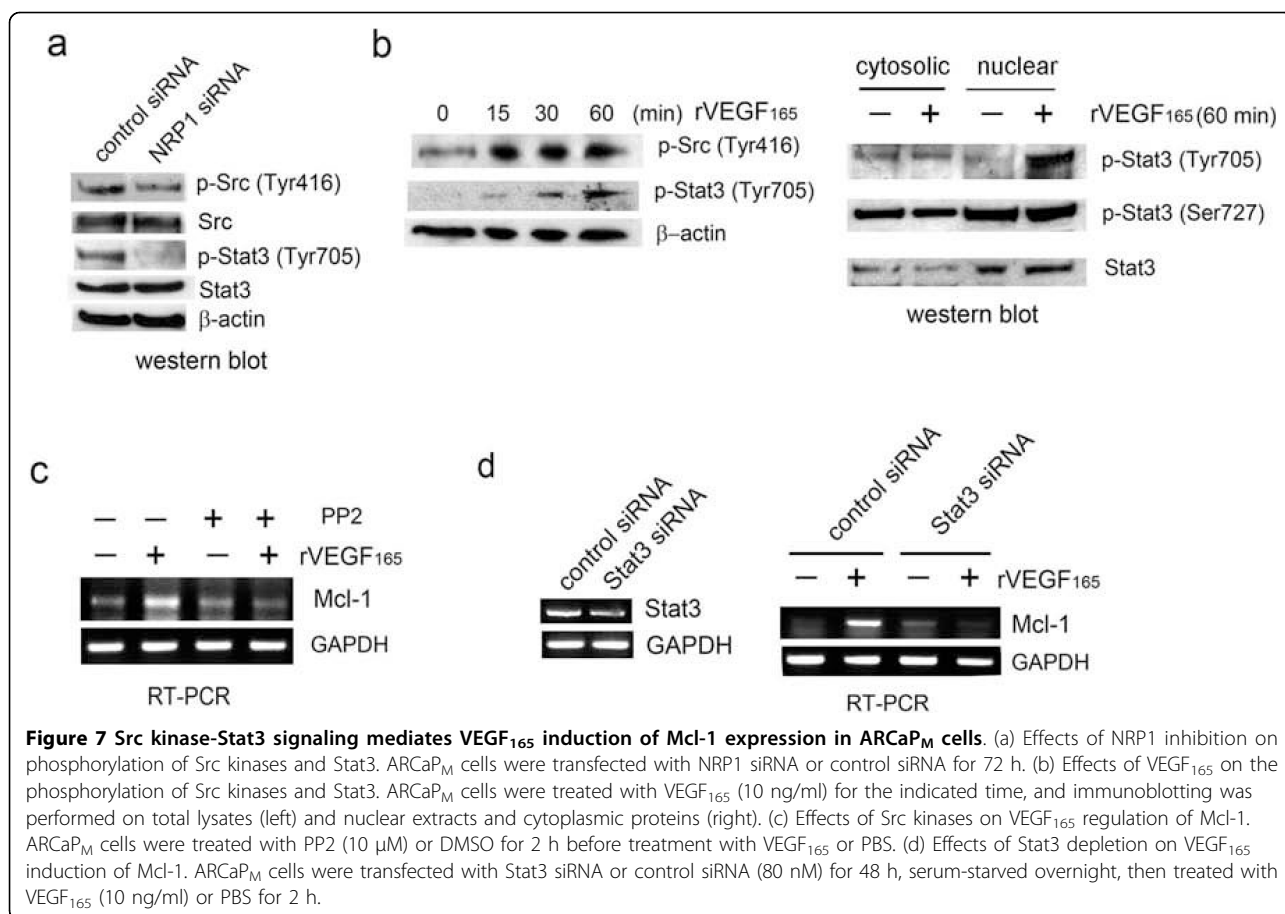 a
control siRNA
NRP1 siRNA
p-Src (Tyr416)
Src
p-Stat3 (Tyr705)
Stat3
β-actin
western blot
b
0 15 30 60 (min) rVEGF165
p-Src (Tyr416)
p-Stat3 (Tyr705)
β-actin
cytosolic nuclear
− + − + rVEGF165 (60 min)
p-Stat3 (Tyr705)
p-Stat3 (Ser727)
Stat3
western blot
c
− − + + PP2
− + − + rVEGF165
Mcl-1
GAPDH
RT-PCR
d
control siRNA
Stat3 siRNA
Stat3
GAPDH
control siRNA
Stat3 siRNA
− + − + rVEGF165
Mcl-1
GAPDH
RT-PCR
Figure 7 Src kinase-Stat3 signaling mediates VEGF165 induction of Mcl-1 expression in ARCaPM cells. (a) Effects of NRP1 inhibition on
phosphorylation of Src kinases and Stat3. ARCaPM cells were transfected with NRP1 siRNA or control siRNA for 72 h. (b) Effects of VEGF165 on the
phosphorylation of Src kinases and Stat3. ARCaPM cells were treated with VEGF165 (10 ng/ml) for the indicated time, and immunoblotting was
performed on total lysates (left) and nuclear extracts and cytoplasmic proteins (right). (c) Effects of Src kinases on VEGF165 regulation of Mcl-1.
ARCaPM cells were treated with PP2 (10 μM) or DMSO for 2 h before treatment with VEGF165 or PBS. (d) Effects of Stat3 depletion on VEGF165
induction of Mcl-1. ARCaPM cells were transfected with Stat3 siRNA or control siRNA (80 nM) for 48 h, serum-starved overnight, then treated with
VEGF165 (10 ng/ml) or PBS for 2 h.